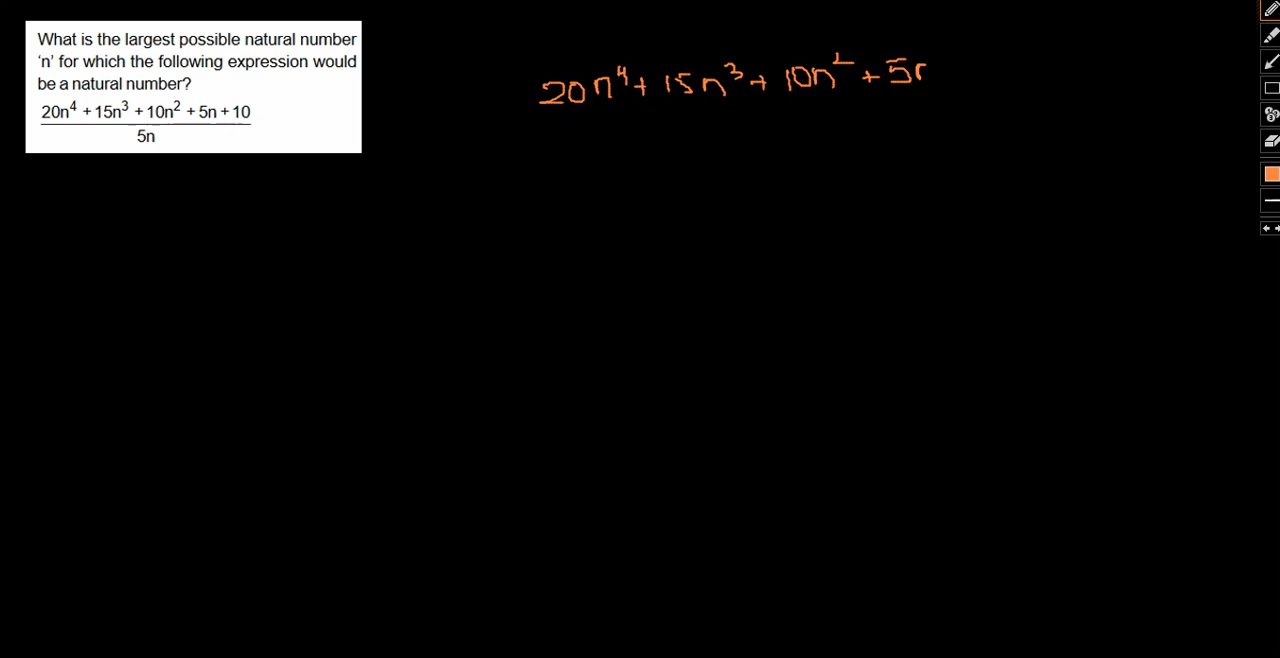 What is the largest possible natural number
‘n’ for which the following expression would
be a natural number?
20n⁴ + 15n³ + 10n² + 5n + 10
5n
20n⁴ + 15n³ + 10n² + 5